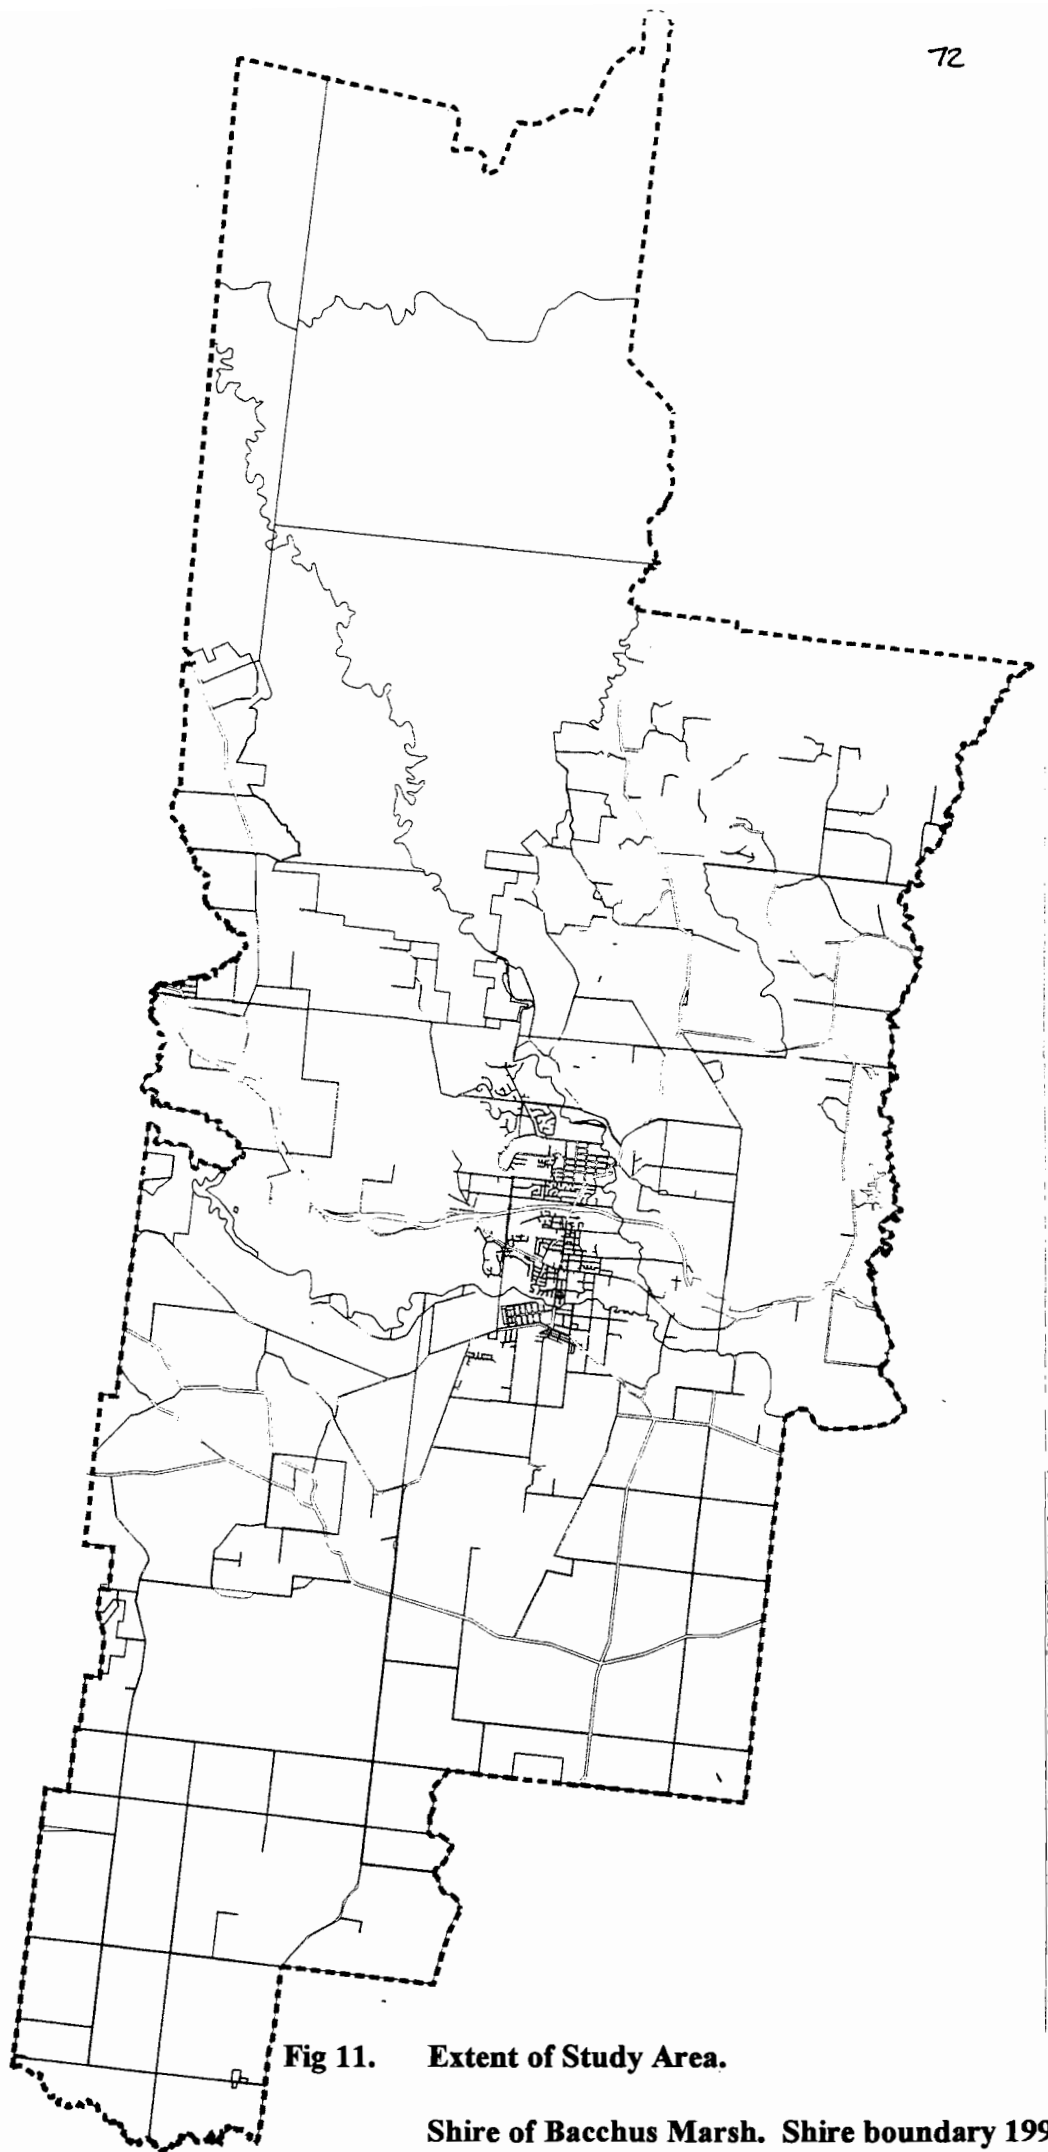 72
Fig 11. Extent of Study Area.
Shire of Bacchus Marsh. Shire boundary 199